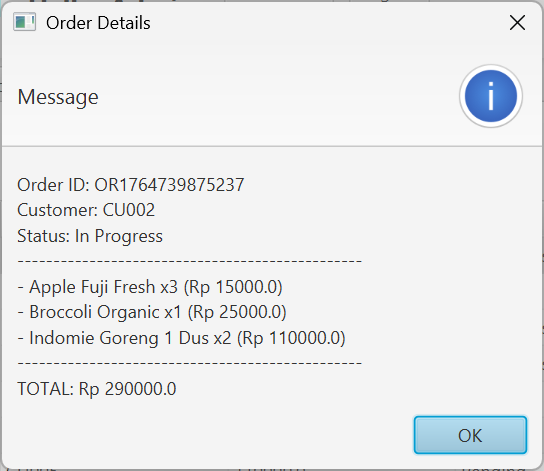 Order Details
Message
i
Order ID: OR1764739875237
Customer: CU002
Status: In Progress
-------------------------------------------
- Apple Fuji Fresh x3 (Rp 15000.0)
- Broccoli Organic x1 (Rp 25000.0)
- Indomie Goreng 1 Dus x2 (Rp 110000.0)
-------------------------------------------
TOTAL: Rp 290000.0
OK